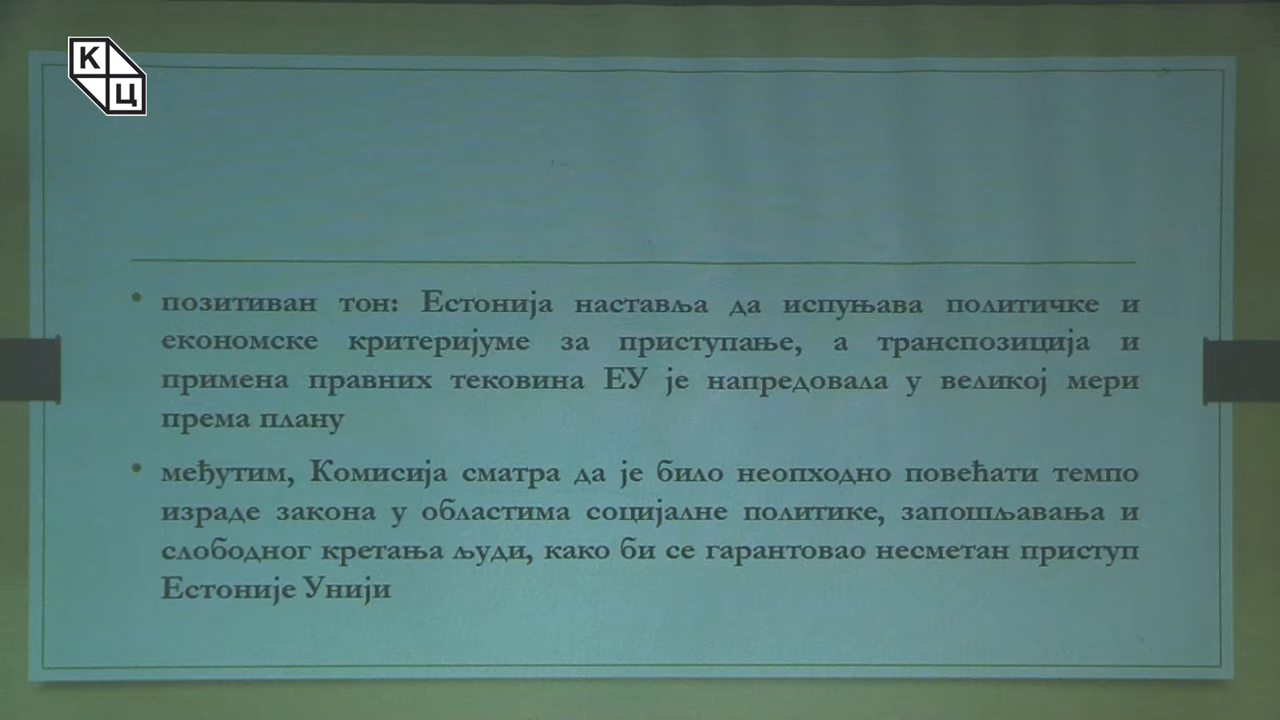 К
Ц
• позитиван тон: Естонија наставља да испуњава политичке и
економске критеријуме за приступање, а транспозиција и
примена правних тековина ЕУ је напредовала у великој мери
према плану
• међутим, Комисија сматра да је било неопходно повећати темпо
израде закона у областима социјалне политике, запошљавања и
слободног кретања људи, како би се гарантовао несметан приступ
Естоније Унији